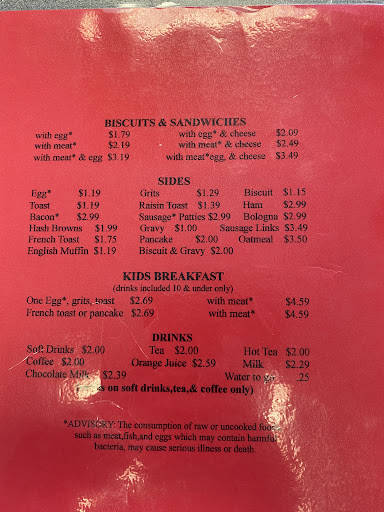 BISCUITS & SANDWICHES
with egg* $1.79 with egg* & cheese $2.09
with meat* $2.19 with meat* & cheese $2.49
with meat* & egg $3.19 with meat*egg, & cheese $3.49
SIDES
Egg* $1.19 Grits $1.29 Biscuit $1.15
Toast $1.19 Raisin Toast $1.39 Ham $2.99
Bacon* $2.99 Sausage* Patties $2.99 Bologna $2.99
Hash Browns $1.99 Gravy $1.00 Sausage Links $3.49
French Toast $1.75 Pancake $2.00 Oatmeal $3.50
English Muffin $1.19 Biscuit & Gravy $2.00
KIDS BREAKFAST
(drinks included 10 & under only)
One Egg*, grits, toast $2.69 with meat* $4.59
French toast or pancake $2.69 with meat* $4.59
DRINKS
Soft Drinks $2.00 Tea $2.00 Hot Tea $2.00
Coffee $2.00 Orange Juice $2.59 Milk $2.29
Chocolate Milk $2.39 Water to .25
on soft drinks,tea,& coffee only)
*ADVISORY: The consumption of raw or uncooked foods
such as meat,fish,and eggs which may contain harmful
bacteria, may cause serious illness or death.